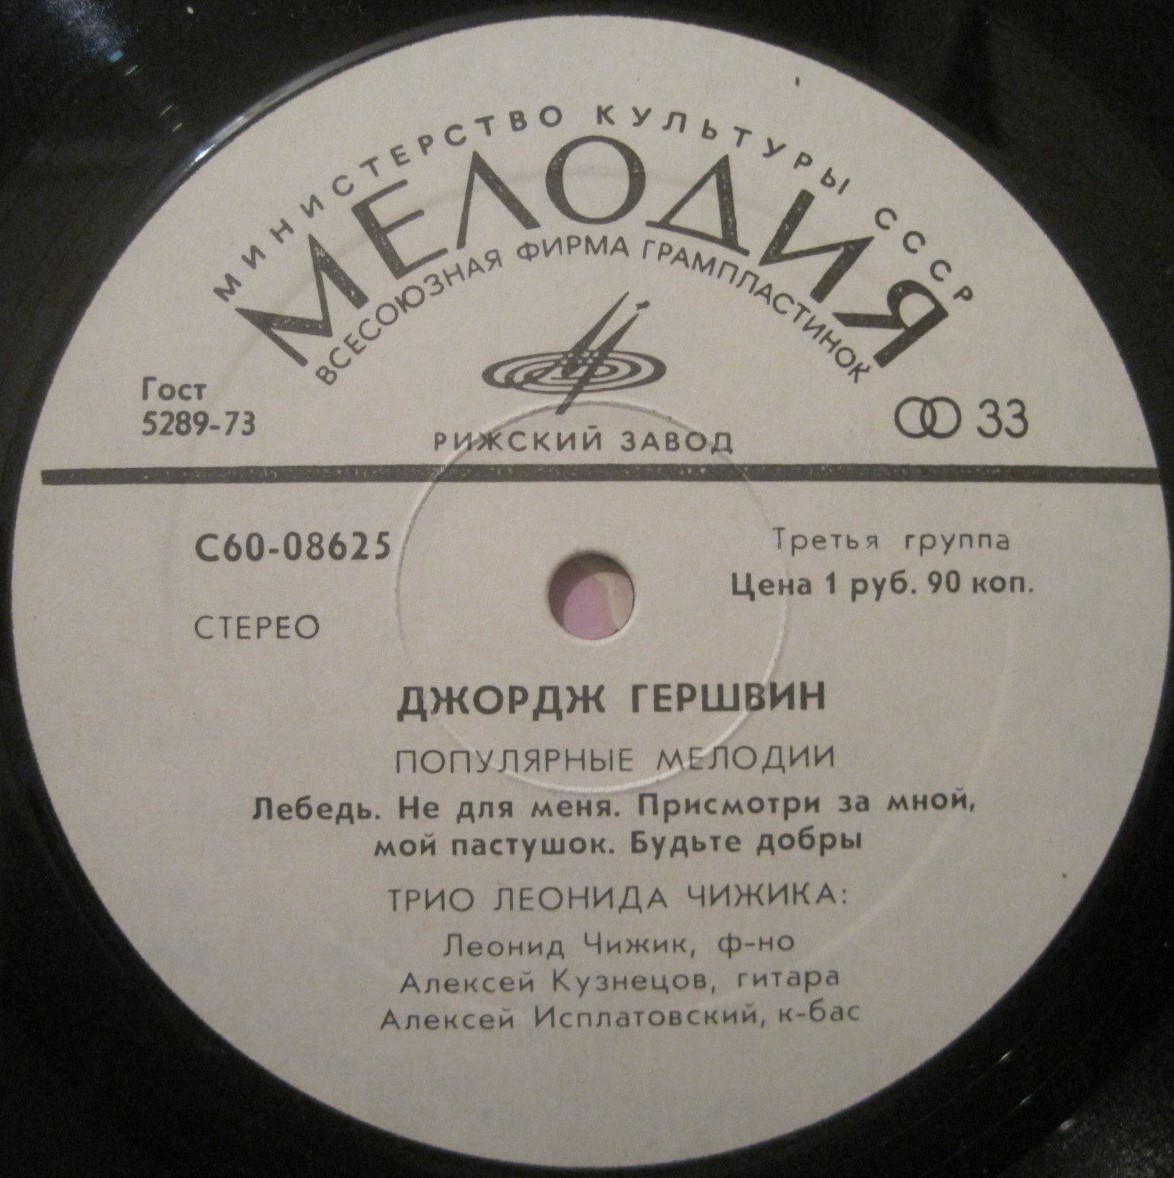 МИНИСТЕРСТВО КУЛЬТУРЫ СССР
МЕЛОДИЯ
ВСЕСОЮЗНАЯ ФИРМА ГРАМПЛАСТИНОК
Гост
5289-73
33
РИЖСКИЙ ЗАВОД
С60-08625
Третья группа
Цена 1 руб. 90 коп.
СТЕРЕО
ДЖОРДЖ ГЕРШВИН
ПОПУЛЯРНЫЕ МЕЛОДИИ
Лебедь. Не для меня. Присмотри за мной,
мой пастушок. Будьте добры
ТРИО ЛЕОНИДА ЧИЖИКА:
Леонид Чижик, ф-но
Алексей Кузнецов, гитара
Алексей Исплатовский, к-бас